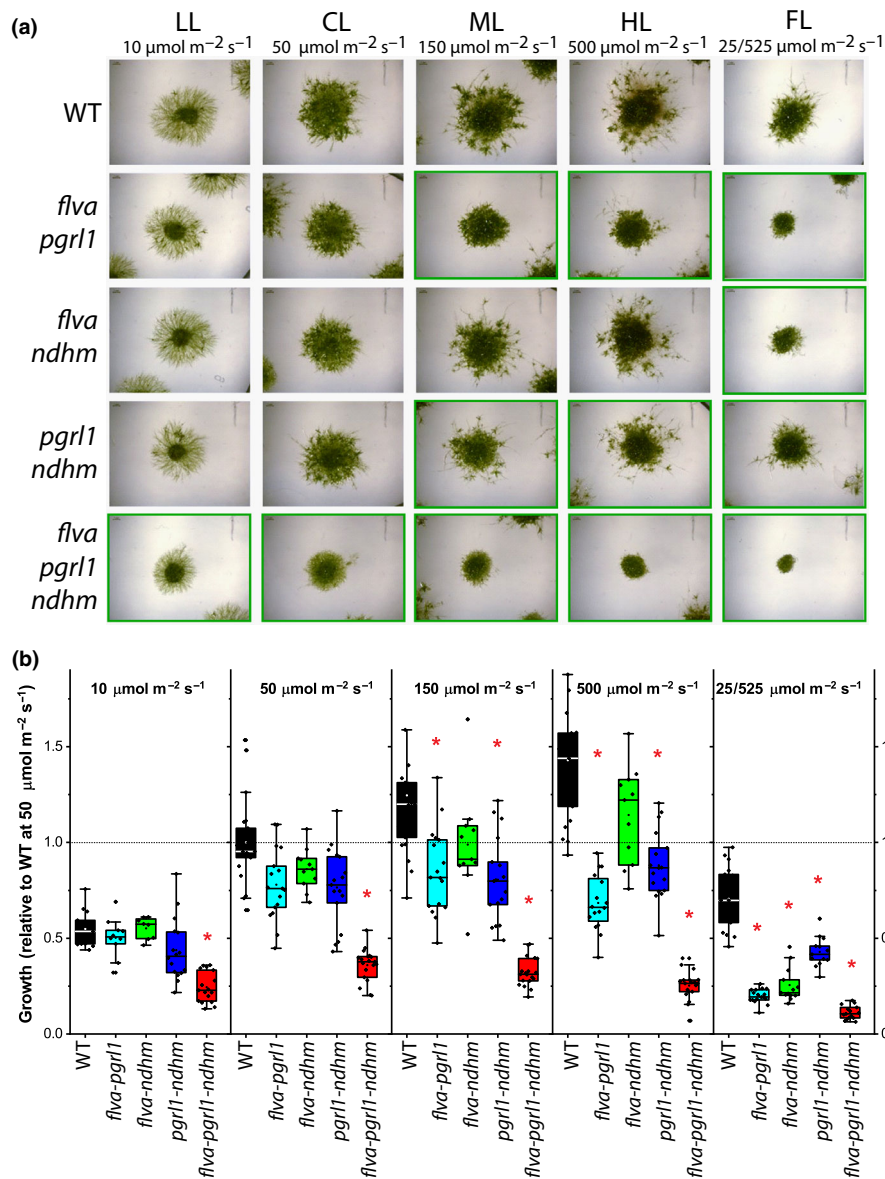 (a)
LL CL ML HL FL
10 μmol m−2 s−1 50 μmol m−2 s−1 150 μmol m−2 s−1 500 μmol m−2 s−1 25/525 μmol m−2 s−1
WT
flva
pgrl1
flva
ndhm
pgrl1
ndhm
flva
pgrl1
ndhm
(b)
10 μmol m−2 s−1 50 μmol m−2 s−1 150 μmol m−2 s−1 500 μmol m−2 s−1 25/525 μmol m−2 s−1
Growth (relative to WT at 50 μmol m−2 s−1)
1.5 1.
1.0 1.
0.5 0.
0.0 0.
* * * * * * * * * * * *
WT flva-pgrl1 flva-ndhm pgrl1-ndhm flva-pgrl1-ndhm WT flva-pgrl1 flva-ndhm pgrl1-ndhm flva-pgrl1-ndhm WT flva-pgrl1 flva-ndhm pgrl1-ndhm flva-pgrl1-ndhm WT flva-pgrl1 flva-ndhm pgrl1-ndhm flva-pgrl1-ndhm WT flva-pgrl1 flva-ndhm pgrl1-ndhm flva-pgrl1-ndhm